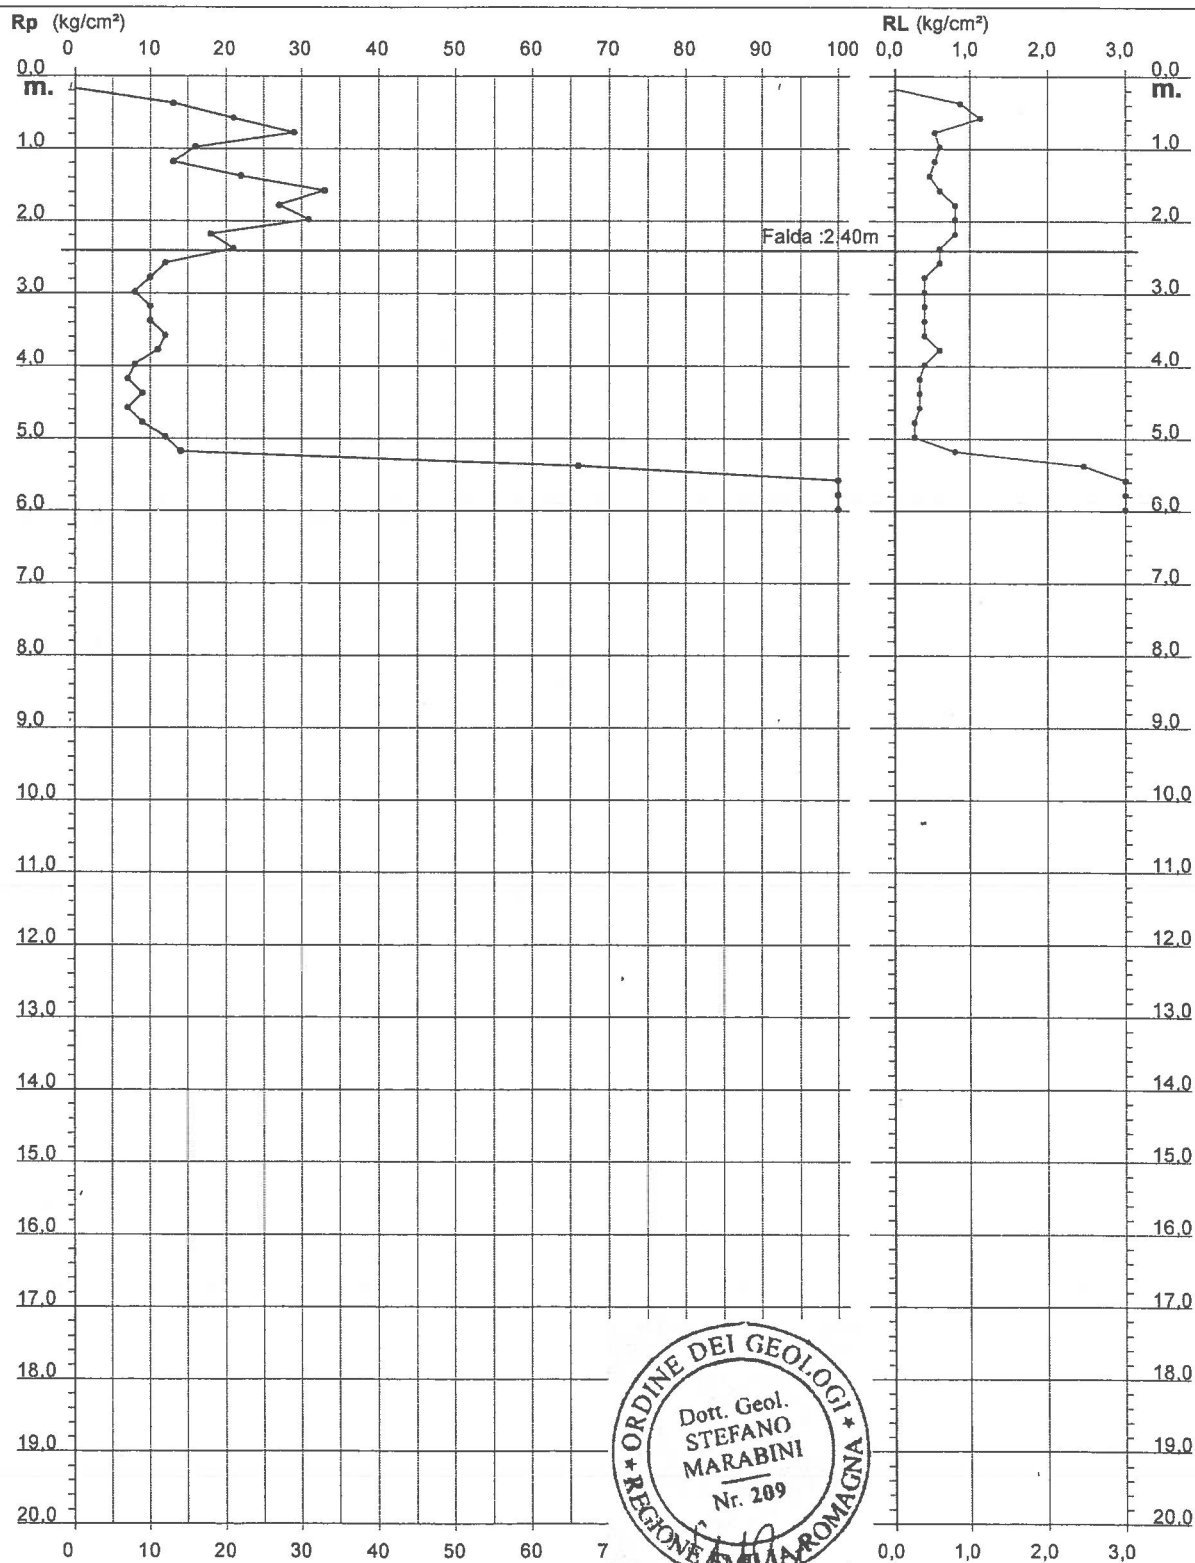 Rp (kg/cm²)
RL (kg/cm²)
0 10 20 30 40 50 60 70 80 90 100
0,0 1,0 2,0 3,0
0,0 0,0
m. m.
1,0 1,0
2,0 2,0
Falda :2.40m
3,0 3,0
4,0 4,0
5,0 5,0
6,0 6,0
7,0 7,0
8,0 8,0
9,0 9,0
10,0 10,0
11,0 11,0
12,0 12,0
13,0 13,0
14,0 14,0
15,0 15,0
16,0 16,0
17,0 17,0
18,0 18,0
19,0 19,0
20,0 20,0
0 10 20 30 40 50 60 7
0,0 1,0 2,0 3,0
ORDINE DEI GEOLOGI
Dott. Geol.
STEFANO
MARABINI
Nr. 209
REGIONE EMILIA-ROMAGNA